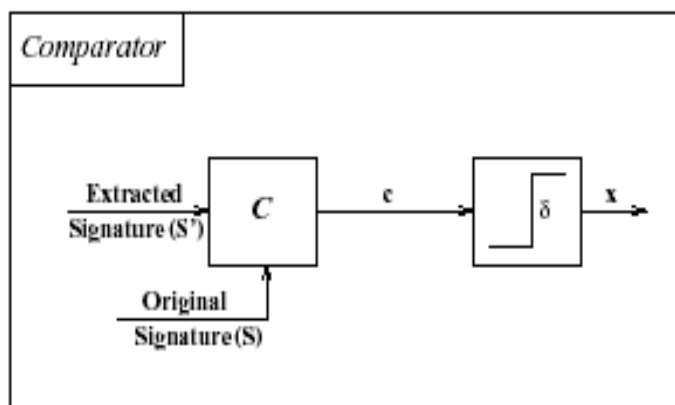 Comparator
Extracted
Signature (S’)
C
c
δ
x
Original
Signature (S)